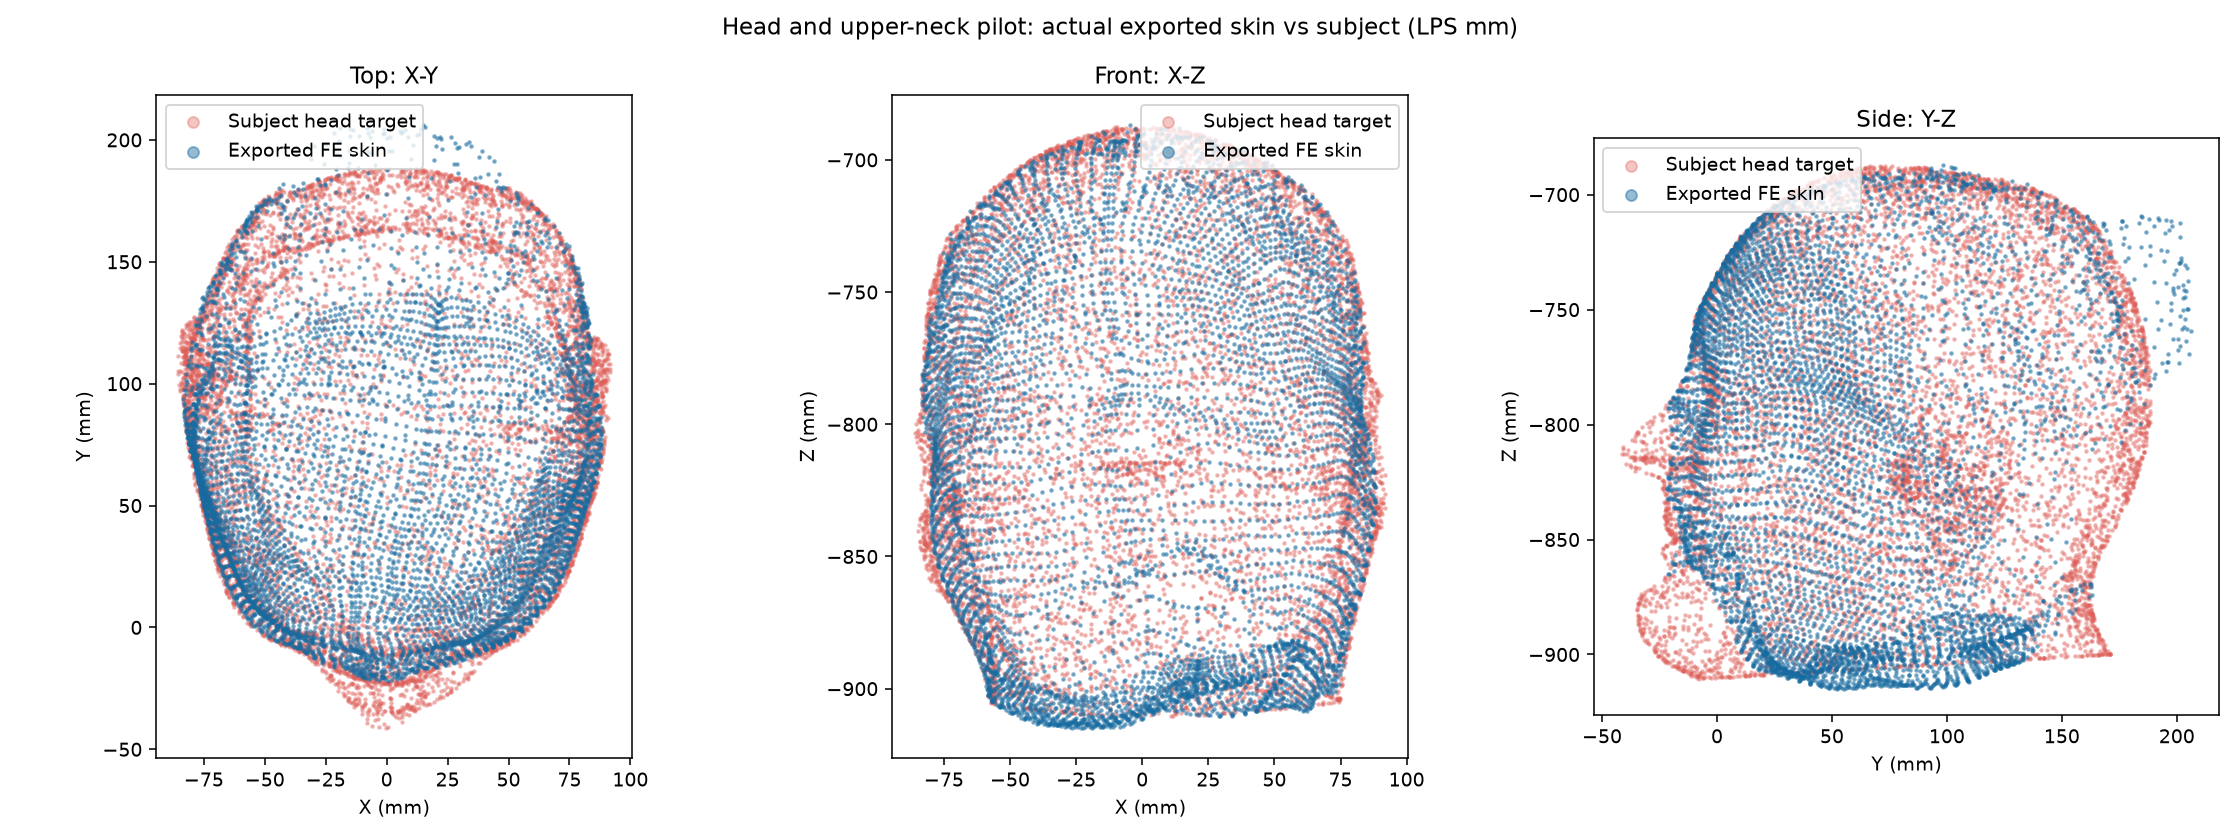 Head and upper-neck pilot: actual exported skin vs subject (LPS mm)
Top: X-Y
Subject head target
Exported FE skin
200
150
100
50
0
−50
Y (mm)
−75
−50
−25
0
25
50
75
100
X (mm)
Front: X-Z
Subject head target
Exported FE skin
−700
−750
−800
−850
−900
Z (mm)
−75
−50
−25
0
25
50
75
100
X (mm)
Side: Y-Z
Subject head target
Exported FE skin
−700
−750
−800
−850
−900
Z (mm)
−50
0
50
100
150
200
Y (mm)